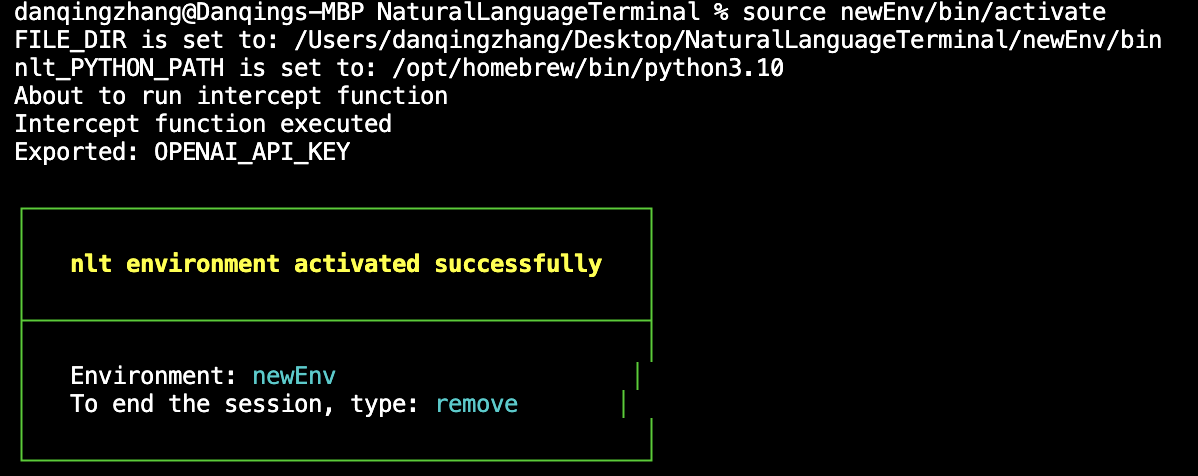 danqingzhang@Danqings-MBP NaturalLanguageTerminal % source newEnv/bin/activate
FILE_DIR is set to: /Users/danqingzhang/Desktop/NaturalLanguageTerminal/newEnv/bin
nlt_PYTHON_PATH is set to: /opt/homebrew/bin/python3.10
About to run intercept function
Intercept function executed
Exported: OPENAI_API_KEY
nlt environment activated successfully
Environment: newEnv
To end the session, type: remove